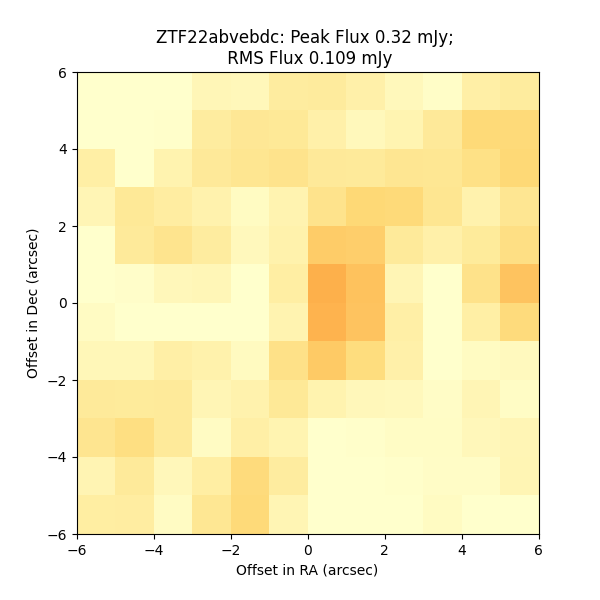 ZTF22abvebdc: Peak Flux 0.32 mJy;
RMS Flux 0.109 mJy
6
4
2
0
−2
−4
−6
Offset in Dec (arcsec)
−6 −4 −2 0 2 4 6
Offset in RA (arcsec)